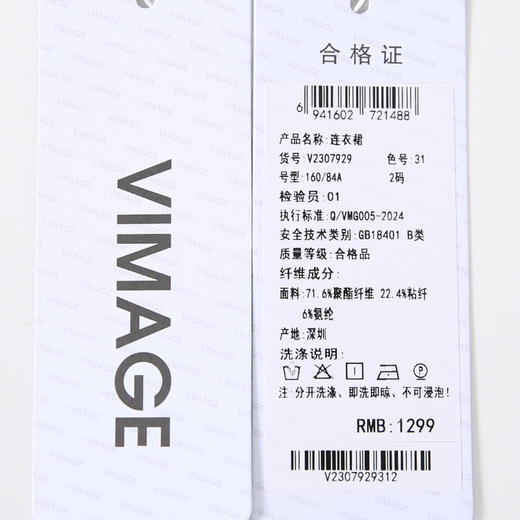 VIMAGE
合格证
6 941602 721488
产品名称:连衣裙
货号:V2307929 色号:31
号型:160/84A 2码
检验员:01
执行标准:Q/VMG005-2024
安全技术类别:GB18401 B类
质量等级:合格品
纤维成分:
面料:71.6%聚酯纤维 22.4%粘纤
6%氨纶
产地:深圳
洗涤说明:
P
注:分开洗涤、即洗即晾、不可浸泡!
RMB:1299
V2307929312